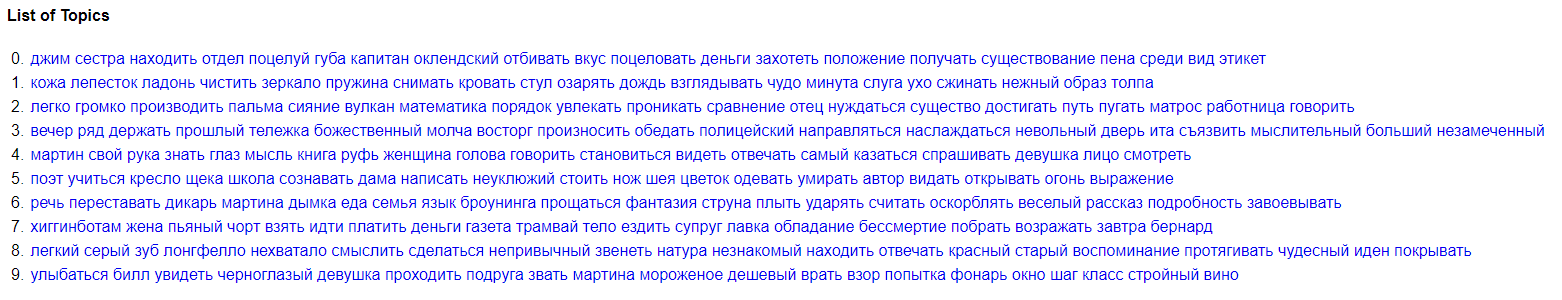 List of Topics
0. джим сестра находить отдел поцелуй губа капитан оклендский отбивать вкус поцеловать деньги захотеть положение получать существование пена среди вид этикет
1. кожа лепесток ладонь чистить зеркало пружина снимать кровать стул озарять дождь взглядывать чудо минута слуга ухо сжинать нежный образ толпа
2. легко громко производить пальма сияние вулкан математика порядок увлекать проникать сравнение отец нуждаться существо достигать путь пугать матрос работница говорить
3. вечер ряд держать прошлый тележка божественный молча восторг произносить обедать полицейский направляться наслаждаться невольный дверь ита съязвить мыслительный больший незамеченный
4. мартин свой рука знать глаз мысль книга руфь женщина голова говорить становиться видеть отвечать самый казаться спрашивать девушка лицо смотреть
5. поэт учиться кресло щека школа сознавать дама написать неуклюжий стоить нож шея цветок одевать умирать автор видать открывать огонь выражение
6. речь переставать дикарь мартина дымка еда семья язык броунинга прощаться фантазия струна плыть ударять считать оскорблять веселый рассказ подробность завоевывать
7. хиггинботам жена пьяный чорт взять идти платить деньги газета трамвай тело ездить супруг лавка обладание бессмертие побрать возражать завтра бернард
8. легкий серый зуб лонгфелло нехватало смыслить сделаться непривычный звенеть натура незнакомый находить отвечать красный старый воспоминание протягивать чудесный иден покрывать
9. улыбаться билл увидеть черноглазый девушка проходить подруга звать мартина мороженое дешевый врать взор попытка фонарь окно шаг класс стройный вино